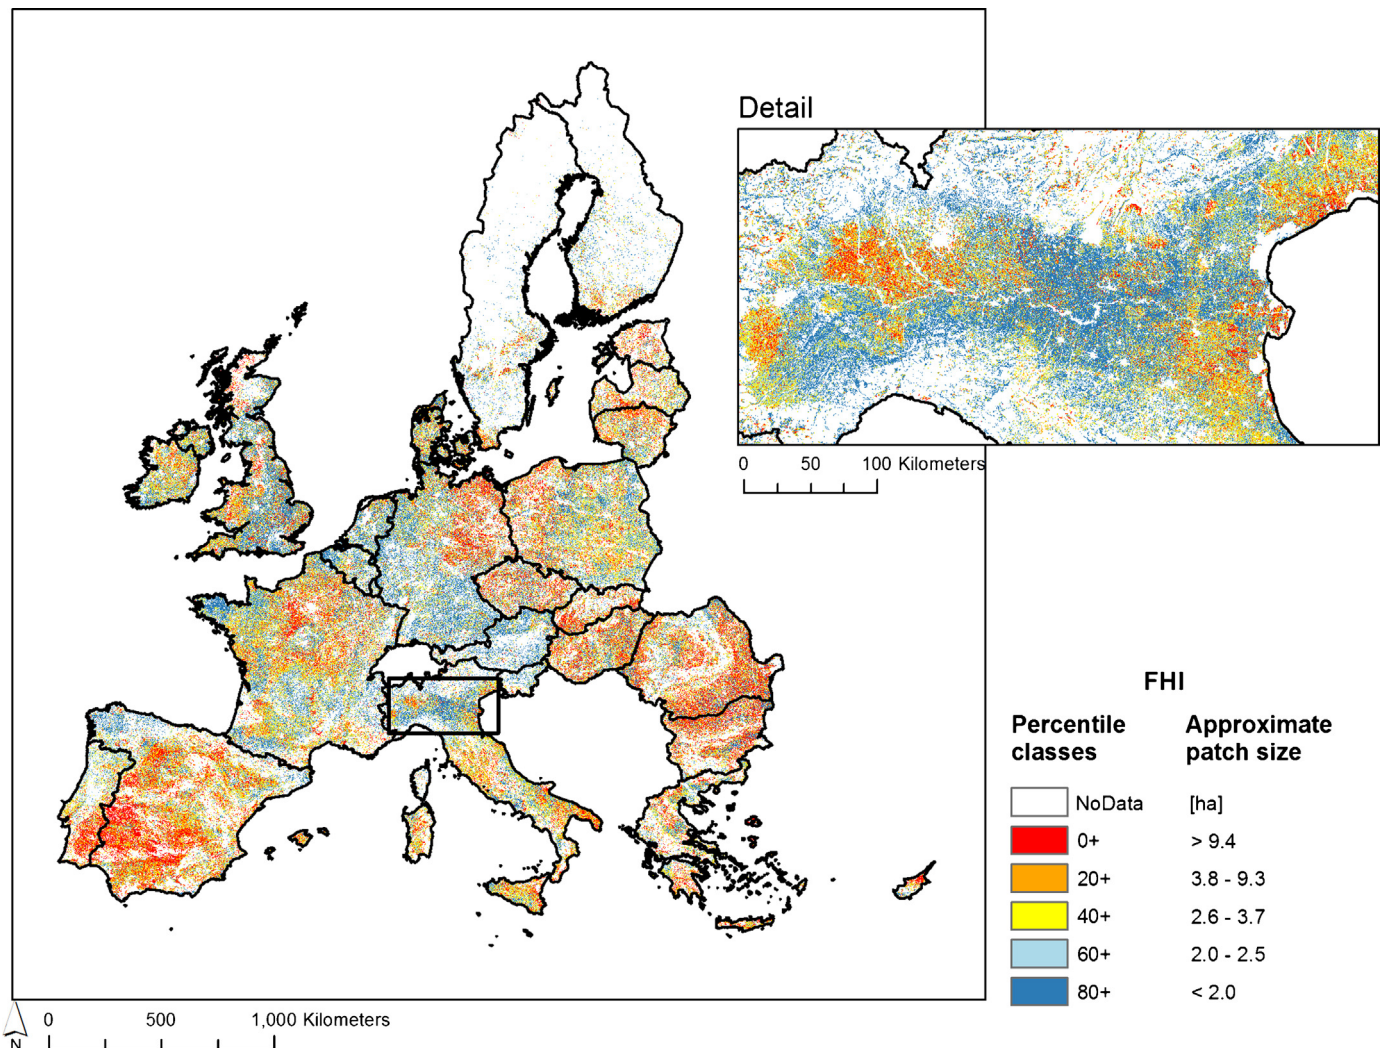 Detail
0 50 100 Kilometers
FHI
Percentile Approximate
classes patch size
NoData [ha]
0+ > 9.4
20+ 3.8 - 9.3
40+ 2.6 - 3.7
60+ 2.0 - 2.5
80+ < 2.0
0 500 1,000 Kilometers
N